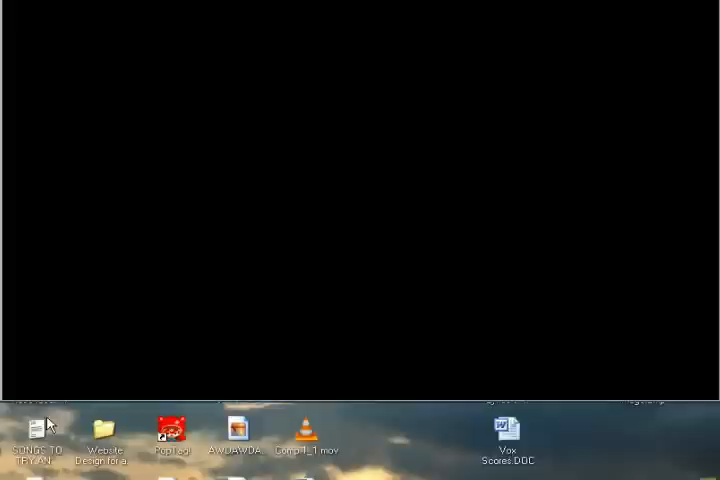 SONGS TO
TRY AN...
Website
Design for a...
PopTag!
AWDAWDA...
Comp 1_1.mov
Vox
Scores.DOC